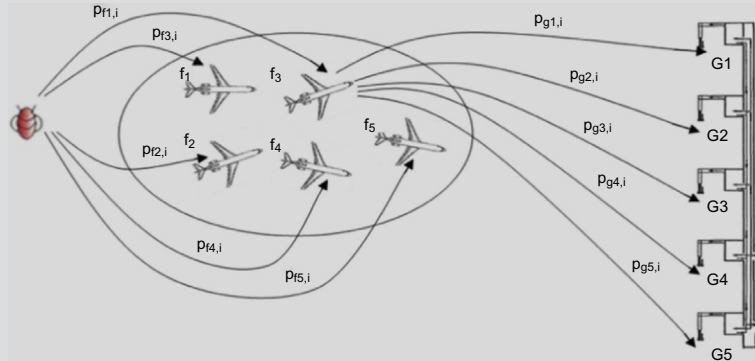 pf1,i
pf3,i
f1
f3
pf2,i
f2
f4
f5
pf4,i
pf5,i
pg1,i
pg2,i
pg3,i
pg4,i
pg5,i
G1
G2
G3
G4
G5